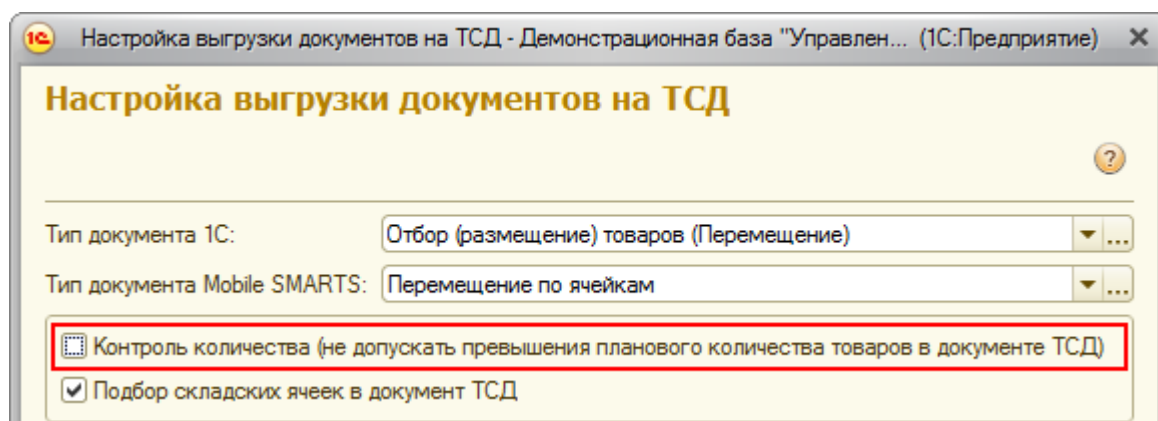 1С Настройка выгрузки документов на ТСД - Демонстрационная база "Управлен... (1С:Предприятие)
Настройка выгрузки документов на ТСД
?
Тип документа 1С: Отбор (размещение) товаров (Перемещение) ...
Тип документа Mobile SMARTS: Перемещение по ячейкам ...
Контроль количества (не допускать превышения планового количества товаров в документе ТСД)
Подбор складских ячеек в документ ТСД